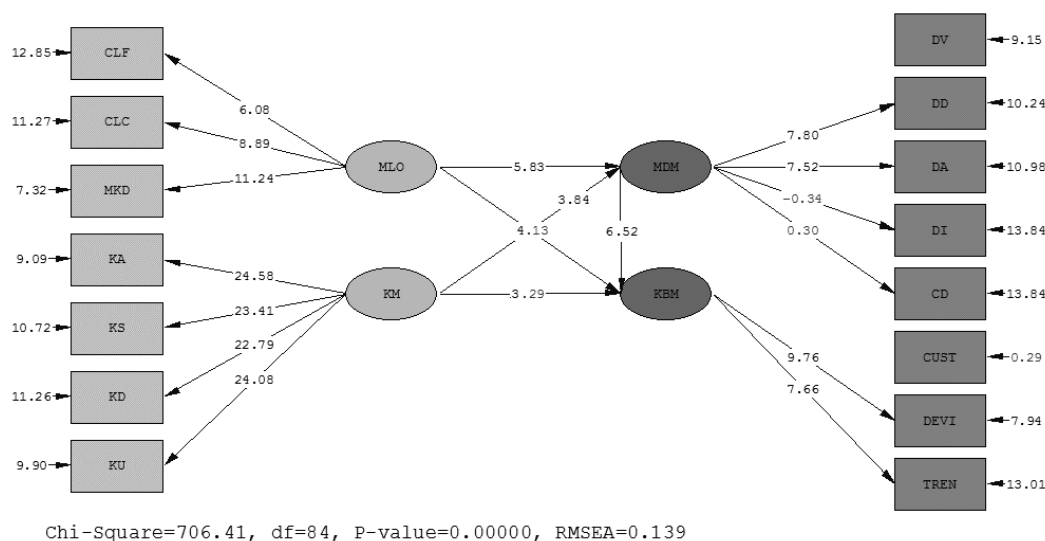 DV
9.15
12.85
CLF
DD
10.24
6.08
7.80
11.27
CLC
8.89
MLO
5.83
MDM
7.52
DA
10.98
7.32
MKD
11.24
3.84
-0.34
4.13
6.52
0.30
DI
13.84
9.09
KA
24.58
KM
3.29
KBM
CD
13.84
10.72
KS
23.41
22.79
9.76
CUST
0.29
11.26
KD
24.08
7.66
DEVI
7.94
9.90
KU
TREN
13.01
Chi-Square=706.41, df=84, P-value=0.00000, RMSEA=0.139